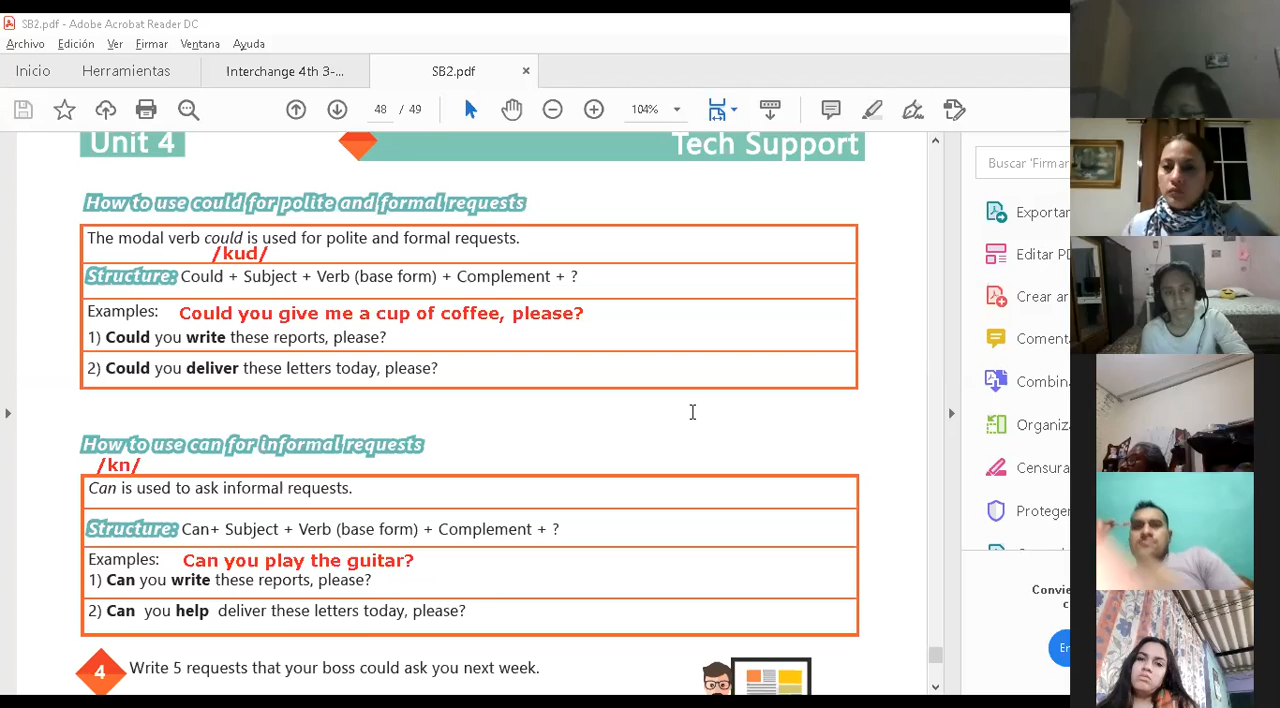 SB2.pdf - Adobe Acrobat Reader DC
Archivo Edición Ver Firmar Ventana Ayuda
Inicio Herramientas Interchange 4th 3-... SB2.pdf ×
48 / 49 104%
Unit 4 Tech Support
How to use could for polite and formal requests
The modal verb could is used for polite and formal requests.
/kud/
Structure: Could + Subject + Verb (base form) + Complement + ?
Examples: Could you give me a cup of coffee, please?
1) Could you write these reports, please?
2) Could you deliver these letters today, please?
How to use can for informal requests
/kn/
Can is used to ask informal requests.
Structure: Can+ Subject + Verb (base form) + Complement + ?
Examples: Can you play the guitar?
1) Can you write these reports, please?
2) Can you help deliver these letters today, please?
4 Write 5 requests that your boss could ask you next week.
Buscar 'Firmar
Exportar
Editar PD
Crear ar
Comenta
Combina
Organiza
Censura
Proteger
Convie